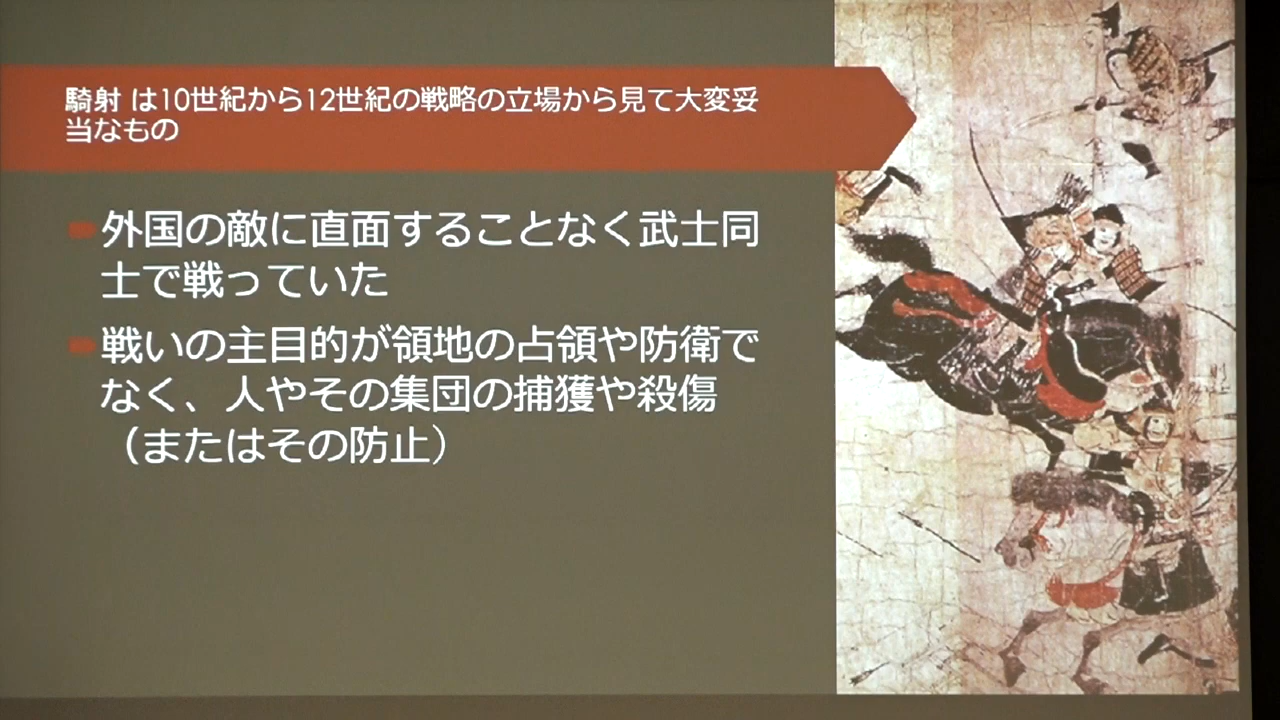 騎射 は10世紀から12世紀の戦略の立場から見て大変妥
当なもの
外国の敵に直面することなく武士同
士で戦っていた
戦いの主目的が領地の占領や防衛で
なく、人やその集団の捕獲や殺傷
（またはその防止）